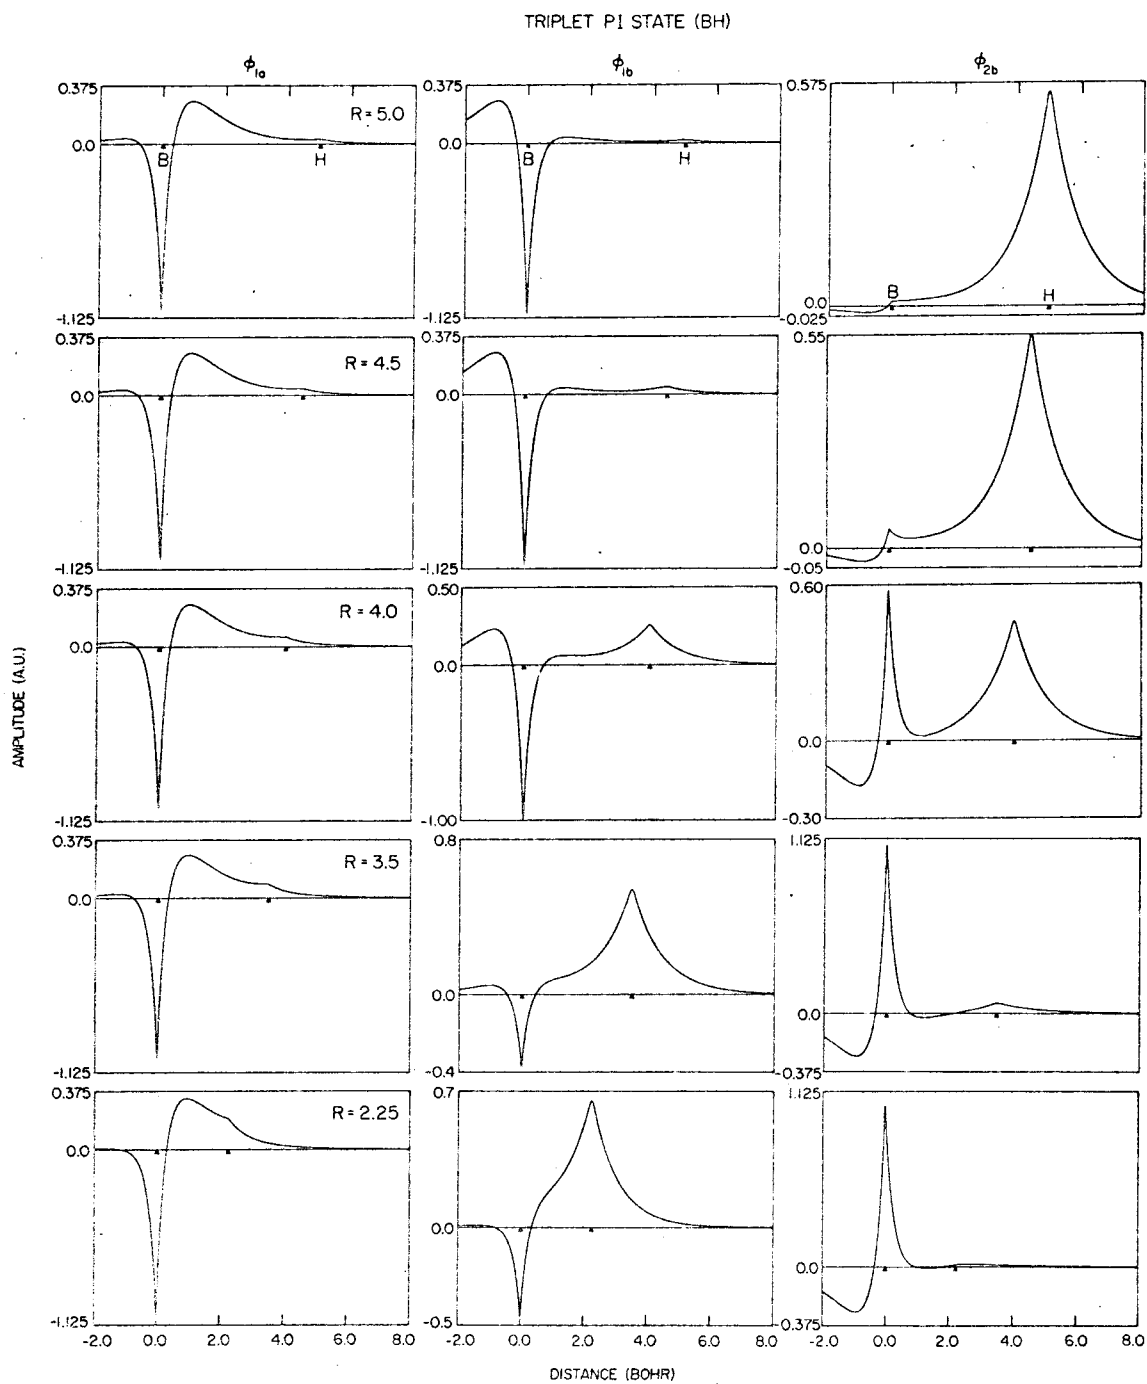 TRIPLET PI STATE (BH)
ϕ1a ϕ1b ϕ2b
0.375 0.375 0.575
R = 5.0
0.0 0.0
B H B H B H
0.0
-1.125 -1.125 -0.025
0.375 0.375 0.55
R = 4.5
0.0 0.0
0.0
-1.125 -1.125 -0.05
0.375 0.50 0.60
R = 4.0
0.0 0.0
0.0
-1.125 -1.00 -0.30
0.375 0.8 1.125
R = 3.5
0.0
0.0 0.0
-1.125 -0.4 -0.375
0.375 0.7 1.125
R = 2.25
0.0
0.0 0.0
-1.125 -0.5 -0.375
-2.0 0.0 2.0 4.0 6.0 8.0 -2.0 0.0 2.0 4.0 6.0 8.0 -2.0 0.0 2.0 4.0 6.0 8.0
AMPLITUDE (A.U.)
DISTANCE (BOHR)